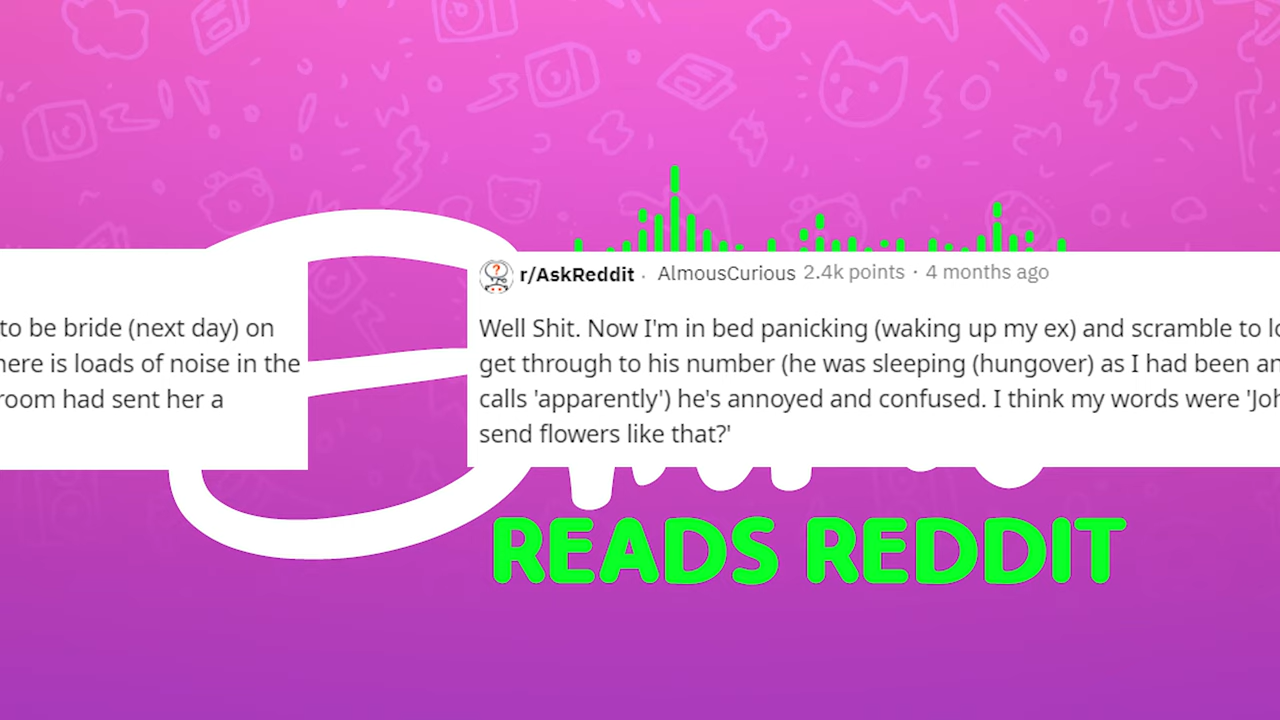 to be bride (next day) on
here is loads of noise in the
room had sent her a
r/AskReddit · AlmousCurious 2.4k points · 4 months ago
Well Shit. Now I'm in bed panicking (waking up my ex) and scramble to
get through to his number (he was sleeping (hungover) as I had been
calls 'apparently') he's annoyed and confused. I think my words were
send flowers like that?'
READS REDDIT